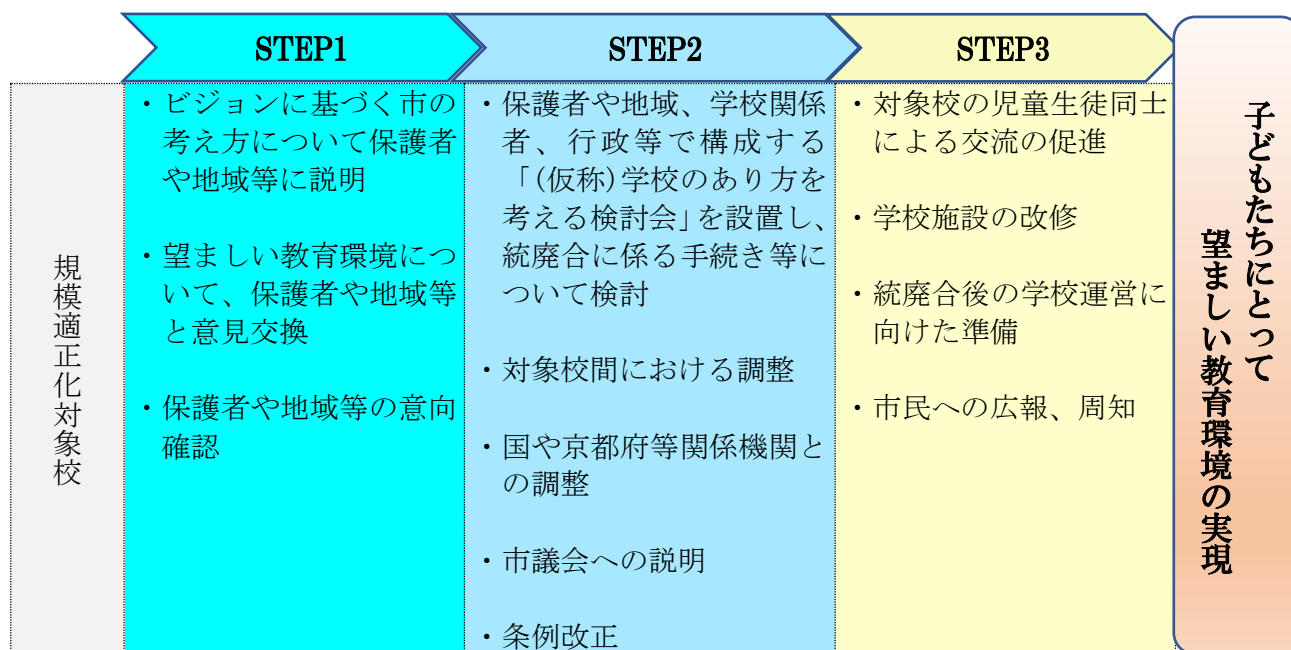 STEP1
STEP2
STEP3
規模適正化対象校
・ビジョンに基づく市の
考え方について保護者
や地域等に説明
・望ましい教育環境につ
いて、保護者や地域等
と意見交換
・保護者や地域等の意向
確認
・保護者や地域、学校関係
者、行政等で構成する
「(仮称)学校のあり方を
考える検討会」を設置し、
統廃合に係る手続き等に
ついて検討
・対象校間における調整
・国や京都府等関係機関と
の調整
・市議会への説明
・条例改正
・対象校の児童生徒同士
による交流の促進
・学校施設の改修
・統廃合後の学校運営に
向けた準備
・市民への広報、周知
子どもたちにとって
望ましい教育環境の実現